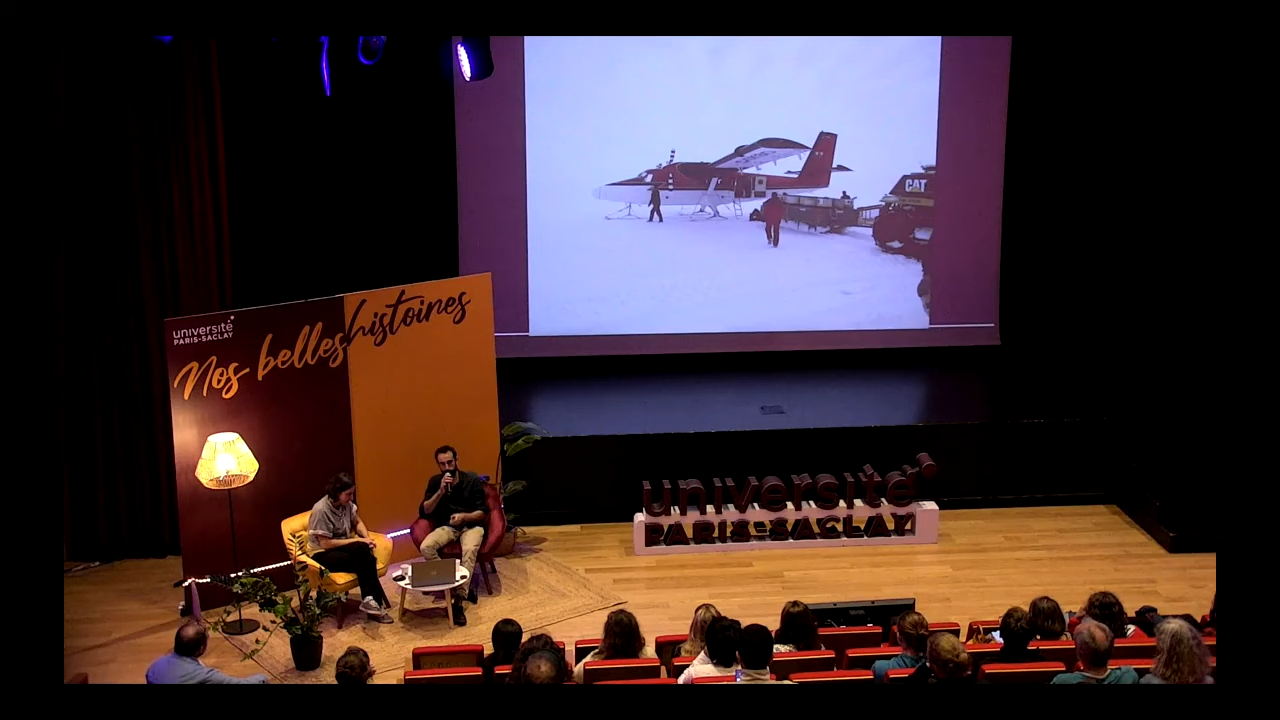 CAT
université
PARIS-SACLAY
Nos belles histoires
université
PARIS-SACLAY